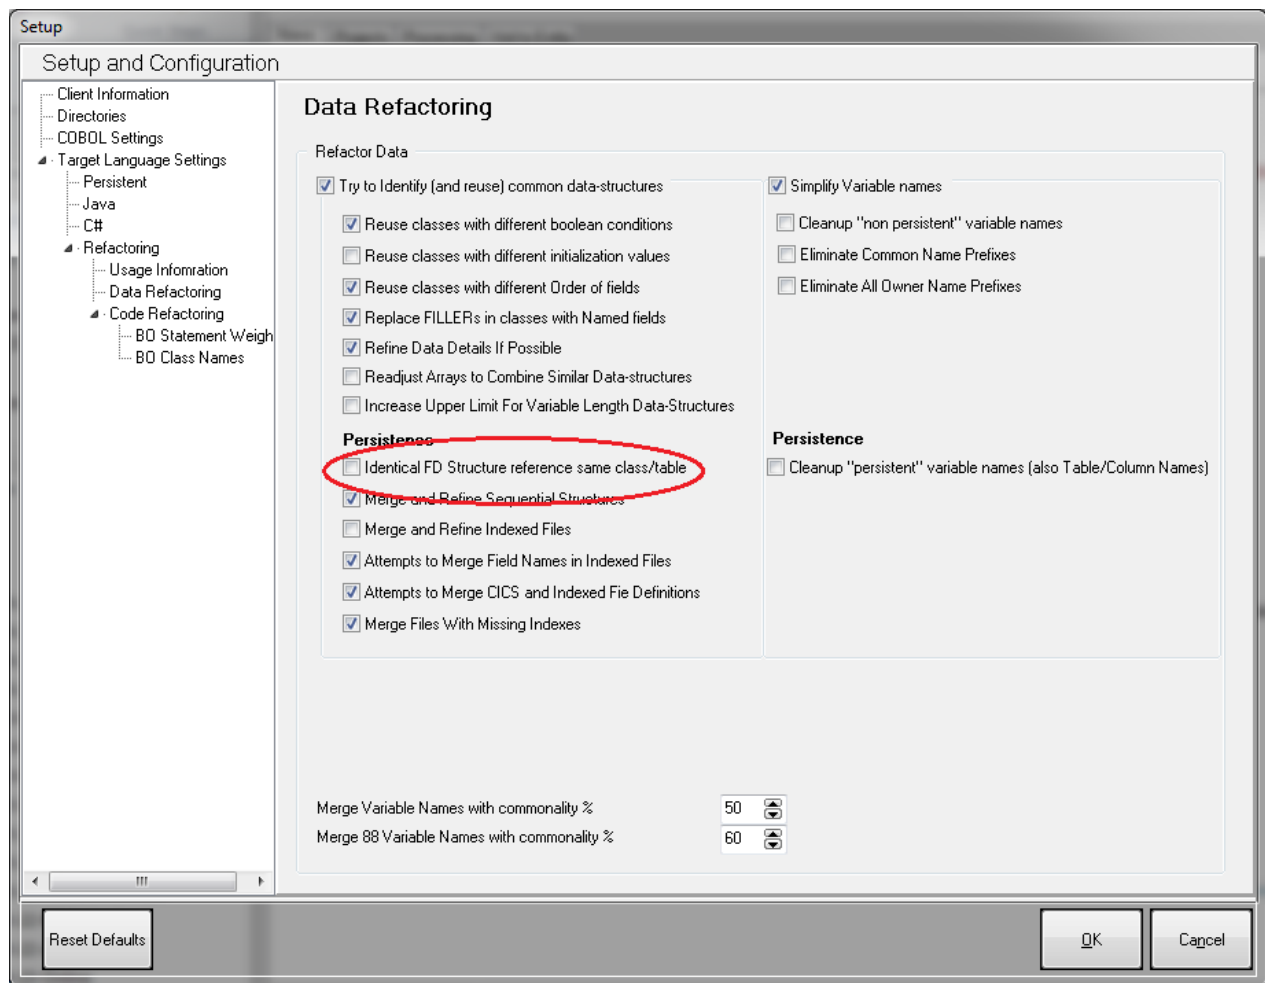 Setup
Setup and Configuration
Client Information
Directories
COBOL Settings
Target Language Settings
Persistent
Java
C#
Refactoring
Usage Infomration
Data Refactoring
Code Refactoring
BO Statement Weigh
BO Class Names
Data Refactoring
Refactor Data
Try to Identify (and reuse) common data-structures
Reuse classes with different boolean conditions
Reuse classes with different initialization values
Reuse classes with different Order of fields
Replace FILLERs in classes with Named fields
Refine Data Details If Possible
Readjust Arrays to Combine Similar Data-structures
Increase Upper Limit For Variable Length Data-Structures
Persistence
Identical FD Structure reference same class/table
Merge and Refine Sequential Structures
Merge and Refine Indexed Files
Attempts to Merge Field Names in Indexed Files
Attempts to Merge CICS and Indexed Fie Definitions
Merge Files With Missing Indexes
Simplify Variable names
Cleanup "non persistent" variable names
Eliminate Common Name Prefixes
Eliminate All Owner Name Prefixes
Persistence
Cleanup "persistent" variable names (also Table/Column Names)
Merge Variable Names with commonality % 50
Merge 88 Variable Names with commonality % 60
Reset Defaults
OK
Cancel